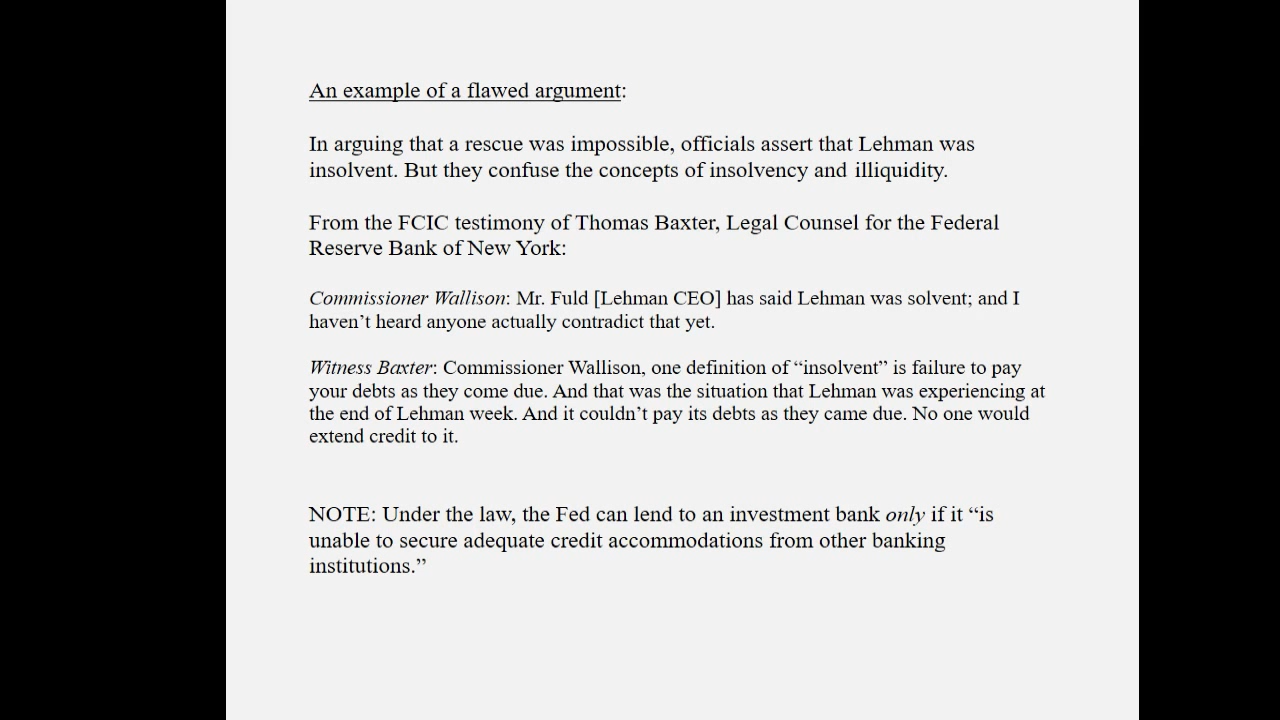 An example of a flawed argument:
In arguing that a rescue was impossible, officials assert that Lehman was
insolvent. But they confuse the concepts of insolvency and illiquidity.
From the FCIC testimony of Thomas Baxter, Legal Counsel for the Federal
Reserve Bank of New York:
Commissioner Wallison: Mr. Fuld [Lehman CEO] has said Lehman was solvent; and I
haven’t heard anyone actually contradict that yet.
Witness Baxter: Commissioner Wallison, one definition of “insolvent” is failure to pay
your debts as they come due. And that was the situation that Lehman was experiencing at
the end of Lehman week. And it couldn’t pay its debts as they came due. No one would
extend credit to it.
NOTE: Under the law, the Fed can lend to an investment bank only if it “is
unable to secure adequate credit accommodations from other banking
institutions.”